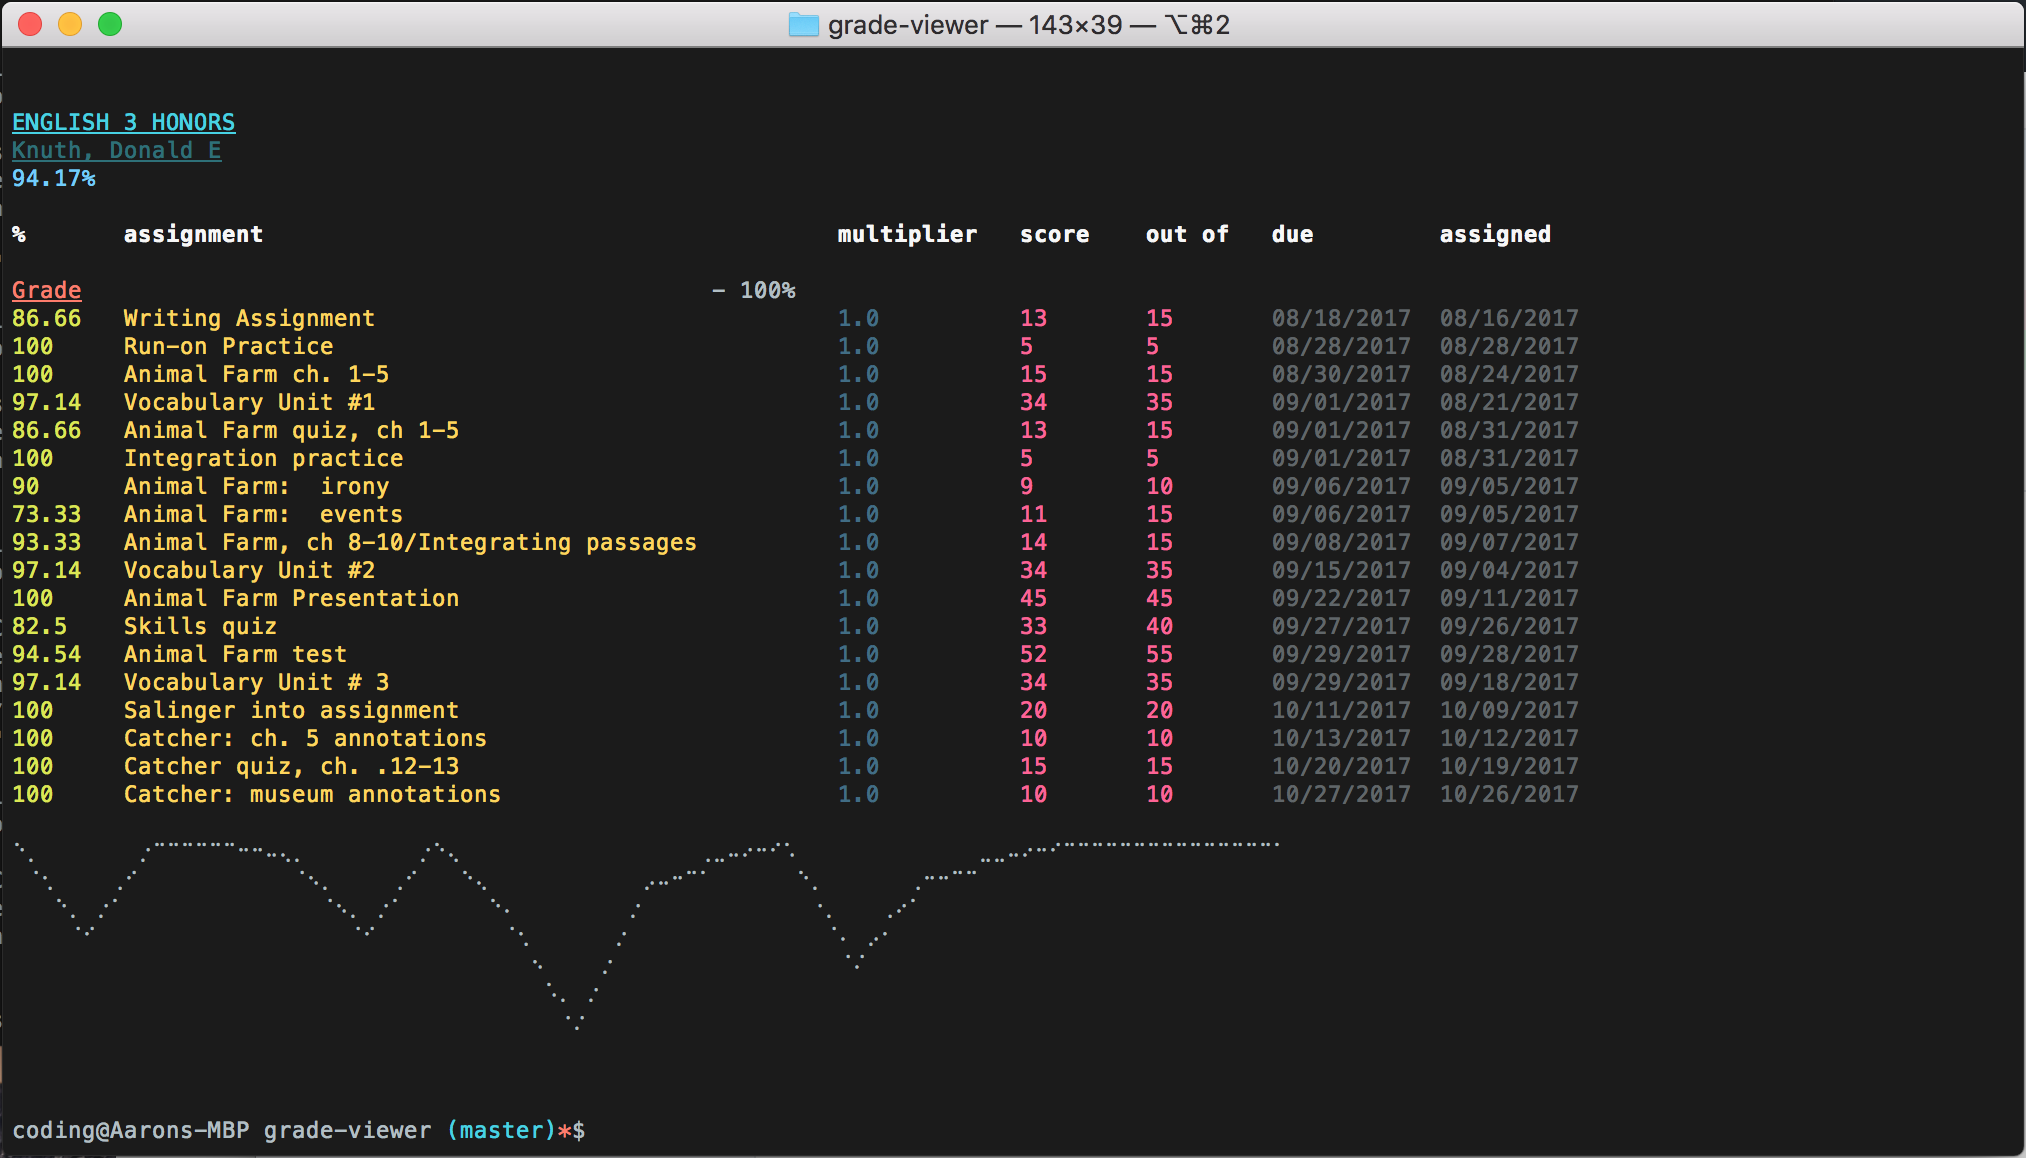 grade-viewer — 143×39 — ⌥⌘2
ENGLISH 3 HONORS
Knuth, Donald E
94.17%
% assignment multiplier score out of due assigned
Grade - 100%
86.66 Writing Assignment 1.0 13 15 08/18/2017 08/16/2017
100 Run-on Practice 1.0 5 5 08/28/2017 08/28/2017
100 Animal Farm ch. 1-5 1.0 15 15 08/30/2017 08/24/2017
97.14 Vocabulary Unit #1 1.0 34 35 09/01/2017 08/21/2017
86.66 Animal Farm quiz, ch 1-5 1.0 13 15 09/01/2017 08/31/2017
100 Integration practice 1.0 5 5 09/01/2017 08/31/2017
90 Animal Farm:  irony 1.0 9 10 09/06/2017 09/05/2017
73.33 Animal Farm:  events 1.0 11 15 09/06/2017 09/05/2017
93.33 Animal Farm, ch 8-10/Integrating passages 1.0 14 15 09/08/2017 09/07/2017
97.14 Vocabulary Unit #2 1.0 34 35 09/15/2017 09/04/2017
100 Animal Farm Presentation 1.0 45 45 09/22/2017 09/11/2017
82.5 Skills quiz 1.0 33 40 09/27/2017 09/26/2017
94.54 Animal Farm test 1.0 52 55 09/29/2017 09/28/2017
97.14 Vocabulary Unit # 3 1.0 34 35 09/29/2017 09/18/2017
100 Salinger into assignment 1.0 20 20 10/11/2017 10/09/2017
100 Catcher: ch. 5 annotations 1.0 10 10 10/13/2017 10/12/2017
100 Catcher quiz, ch. .12-13 1.0 15 15 10/20/2017 10/19/2017
100 Catcher: museum annotations 1.0 10 10 10/27/2017 10/26/2017
coding@Aarons-MBP grade-viewer (master)*$